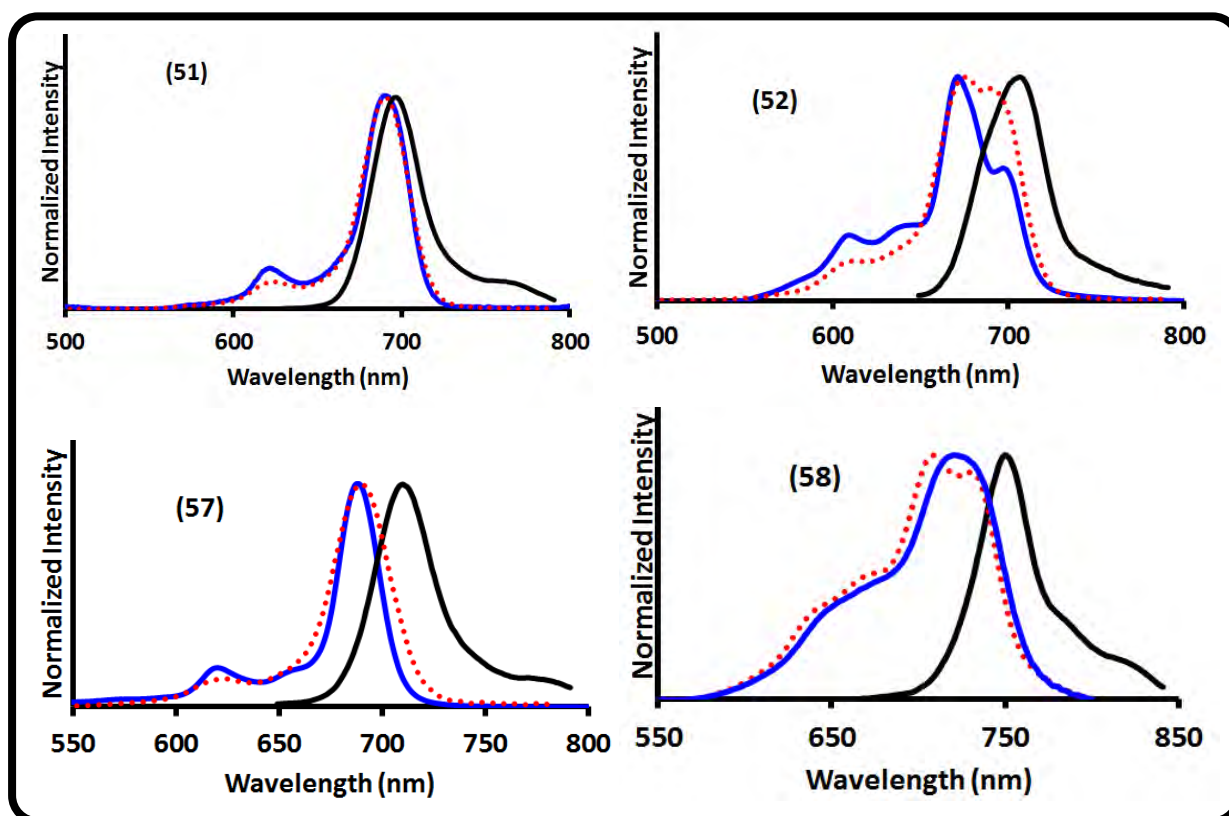 Normalized Intensity
(51)
500 600 700 800
Wavelength (nm)
Normalized Intensity
(52)
500 600 700 800
Wavelength (nm)
Normalized Intensity
(57)
550 600 650 700 750 800
Wavelength (nm)
Normalized Intensity
(58)
550 650 750 850
Wavelength (nm)